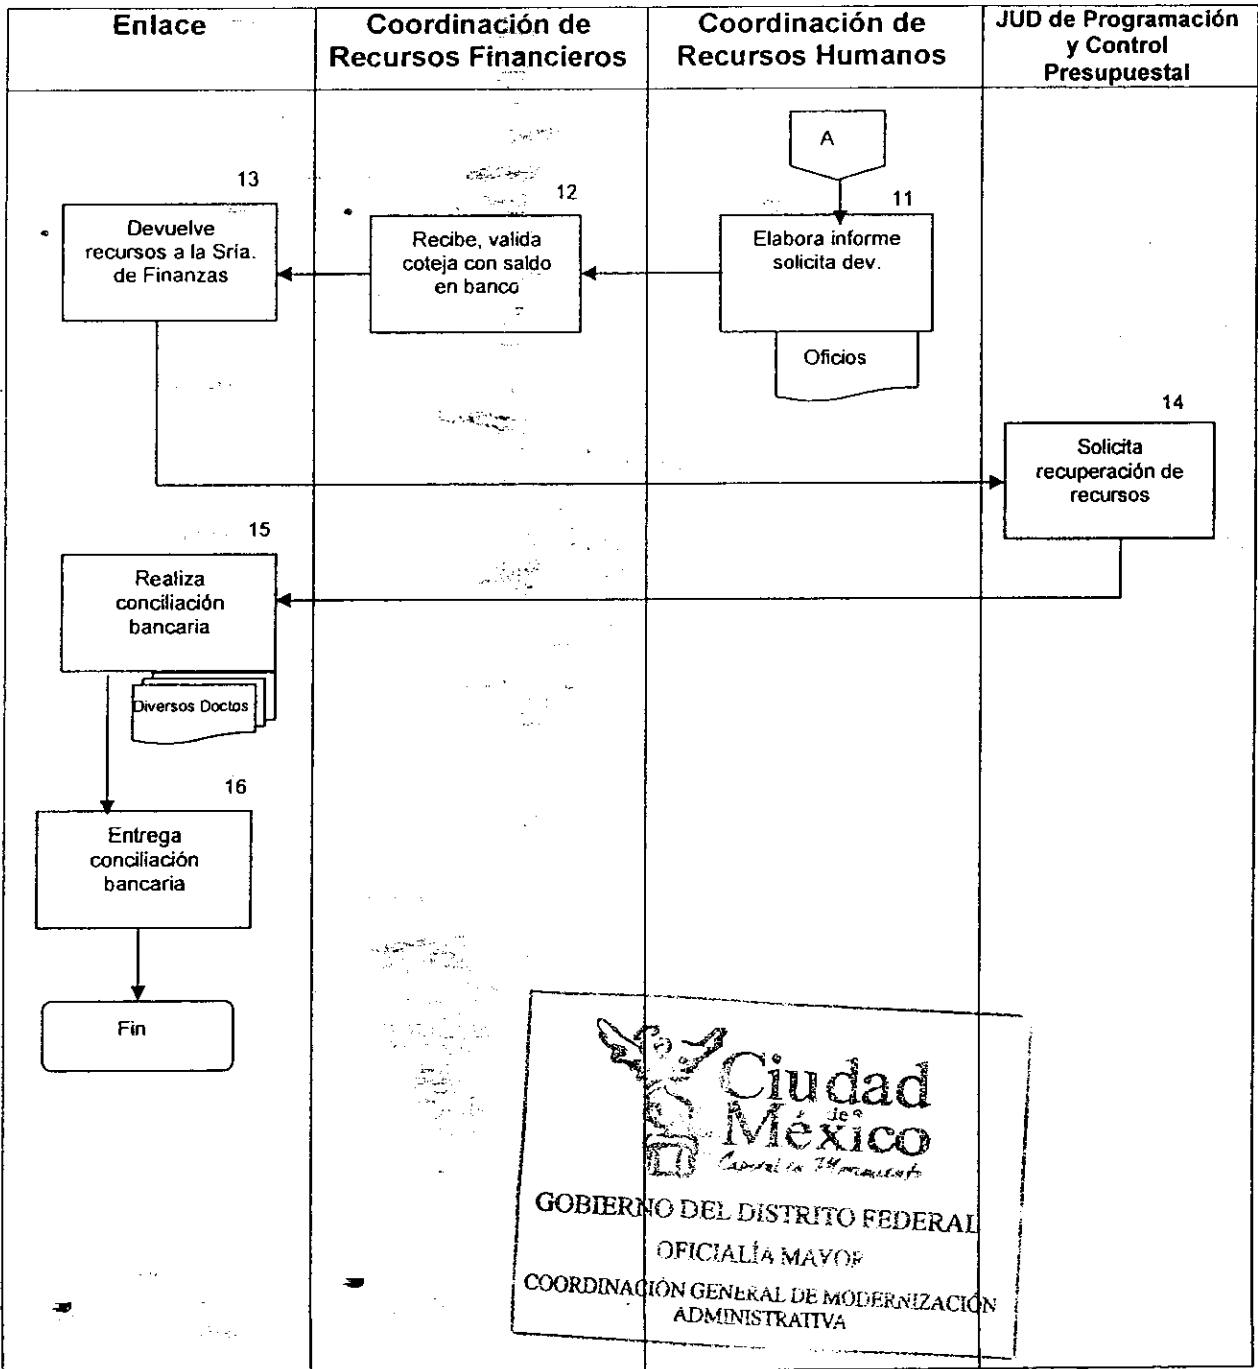 Enlace
Coordinación de
Recursos Financieros
Coordinación de
Recursos Humanos
JUD de Programación
y Control
Presupuestal
A
11
Elabora informe
solicita dev.
Oficios
12
Recibe, valida
coteja con saldo
en banco
13
Devuelve
recursos a la Sría.
de Finanzas
14
Solicita
recuperación de
recursos
15
Realiza
conciliación
bancaria
Diversos Doctos
16
Entrega
conciliación
bancaria
Fin
Ciudad
de
México
Capital en Movimiento
GOBIERNO DEL DISTRITO FEDERAL
OFICIALÍA MAYOR
COORDINACIÓN GENERAL DE MODERNIZACIÓN
ADMINISTRATIVA